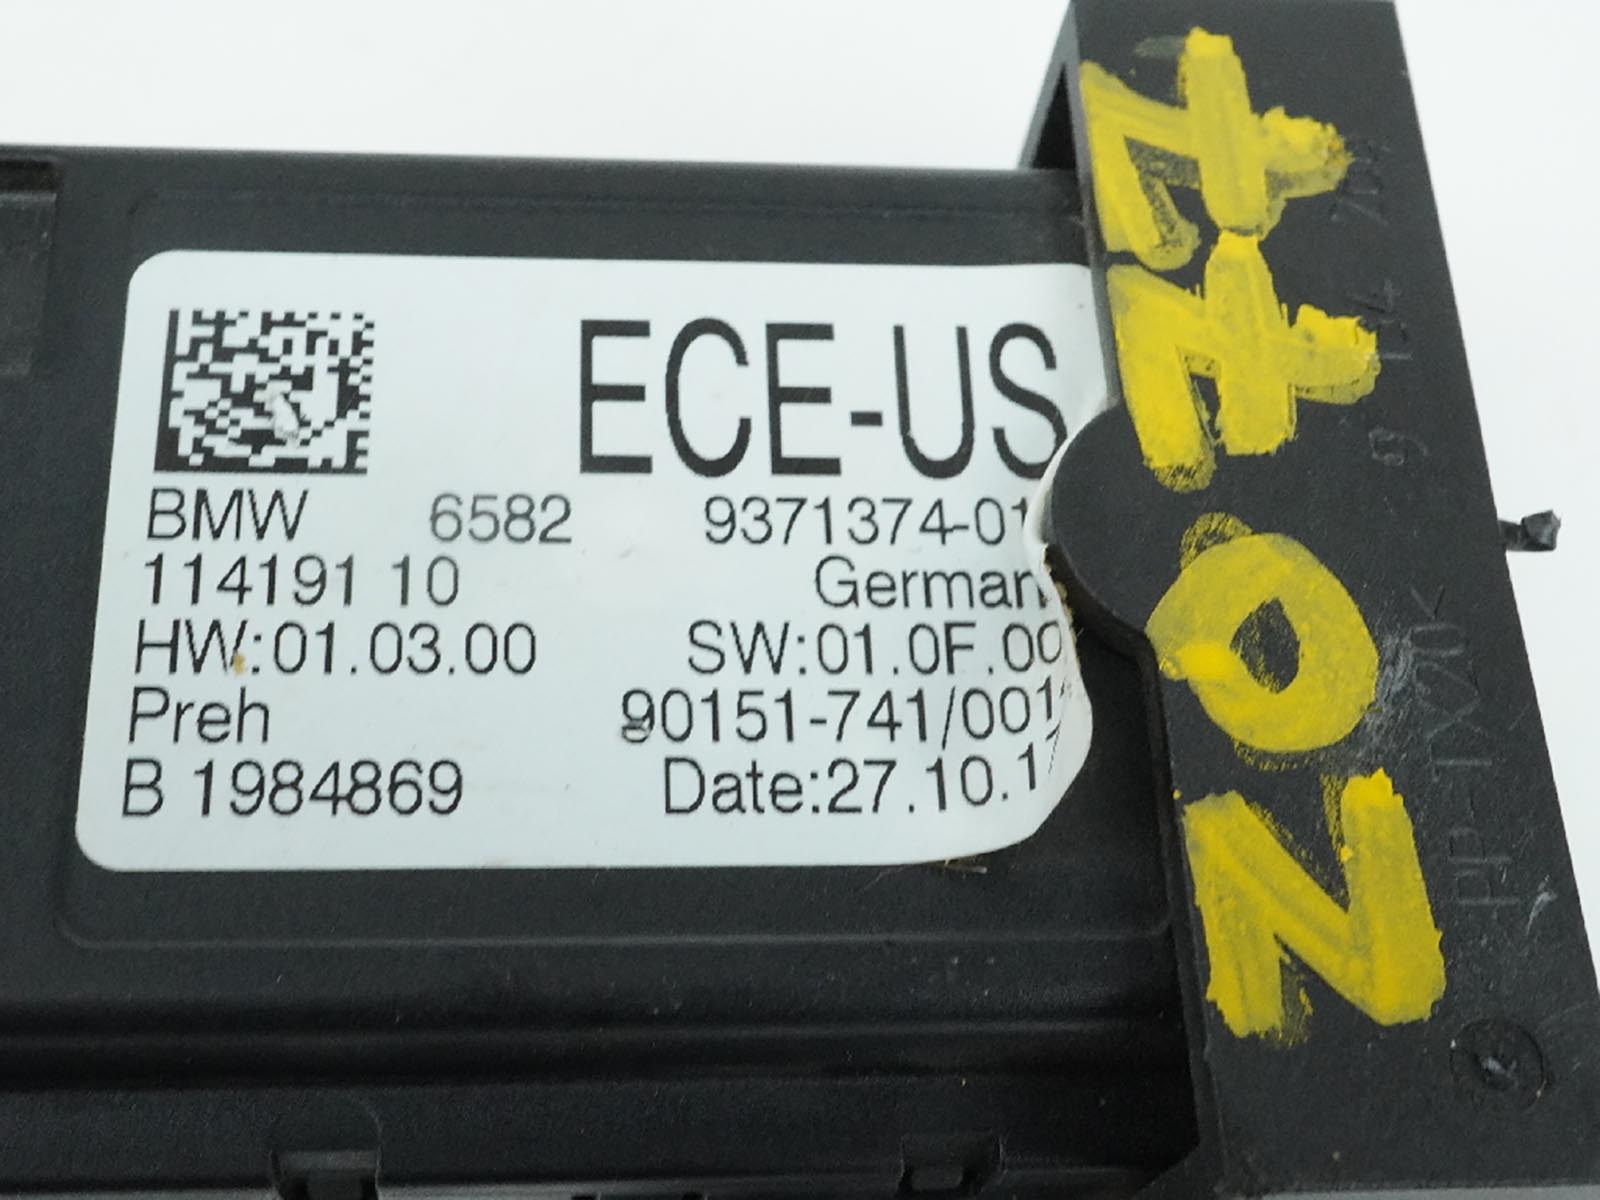 ECE-US
BMW 6582 9371374-01
114191 10 German
HW:01.03.00 SW:01.0F.00
Preh 90151-741/001
B 1984869 Date:27.10.17